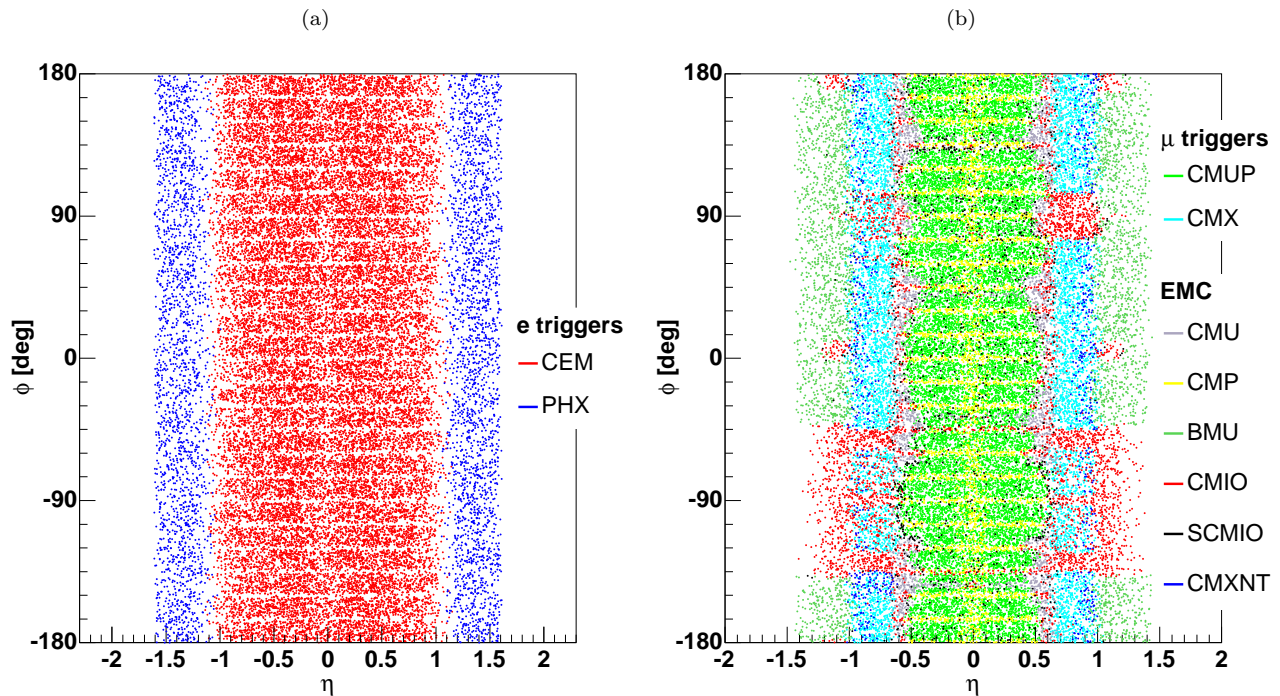 (a)
(b)
180
90
0
-90
-180
ϕ [deg]
-2 -1.5 -1 -0.5 0 0.5 1 1.5 2
η
e triggers
CEM
PHX
180
90
0
-90
-180
ϕ [deg]
-2 -1.5 -1 -0.5 0 0.5 1 1.5 2
η
μ triggers
CMUP
CMX
EMC
CMU
CMP
BMU
CMIO
SCMIO
CMXNT